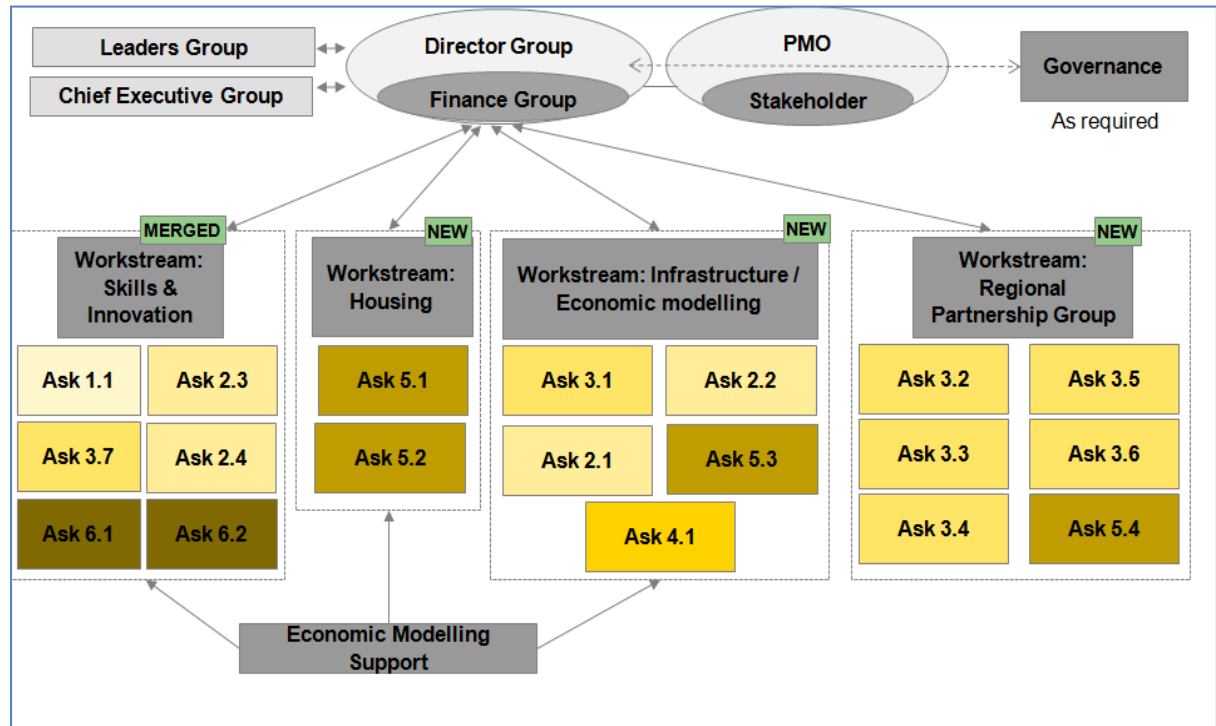 Leaders Group
Chief Executive Group
Director Group
Finance Group
PMO
Stakeholder
Governance
As required
MERGED
Workstream:
Skills &
Innovation
Ask 1.1
Ask 2.3
Ask 3.7
Ask 2.4
Ask 6.1
Ask 6.2
NEW
Workstream:
Housing
Ask 5.1
Ask 5.2
NEW
Workstream: Infrastructure /
Economic modelling
Ask 3.1
Ask 2.2
Ask 2.1
Ask 5.3
Ask 4.1
NEW
Workstream:
Regional
Partnership Group
Ask 3.2
Ask 3.5
Ask 3.3
Ask 3.6
Ask 3.4
Ask 5.4
Economic Modelling
Support